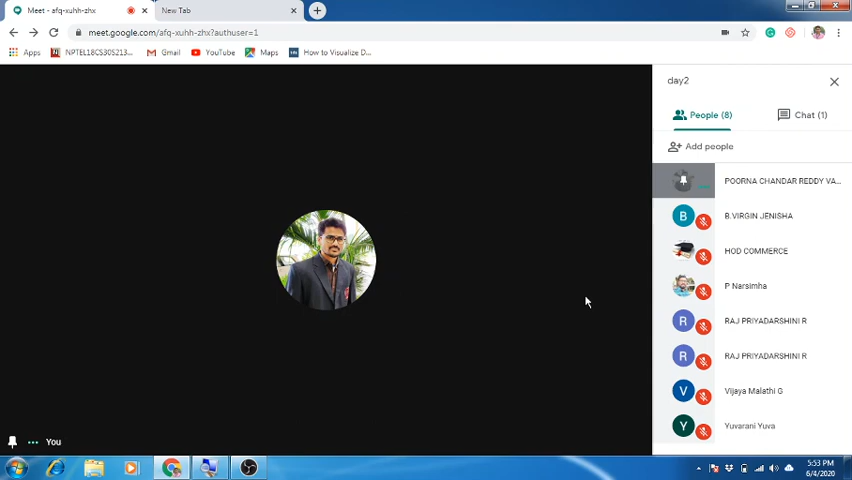 Meet - afq-xuhh-zhx
New Tab
meet.google.com/afq-xuhh-zhx?authuser=1
Apps
NPTEL18CS30S213...
Gmail
YouTube
Maps
How to Visualize D...
day2
People (8)
Chat (1)
Add people
POORNA CHANDAR REDDY VA...
B
B.VIRGIN JENISHA
HOD COMMERCE
P Narsimha
R
RAJ PRIYADARSHINI R
R
RAJ PRIYADARSHINI R
V
Vijaya Malathi G
Y
Yuvarani Yuva
You
5:53 PM
6/4/2020